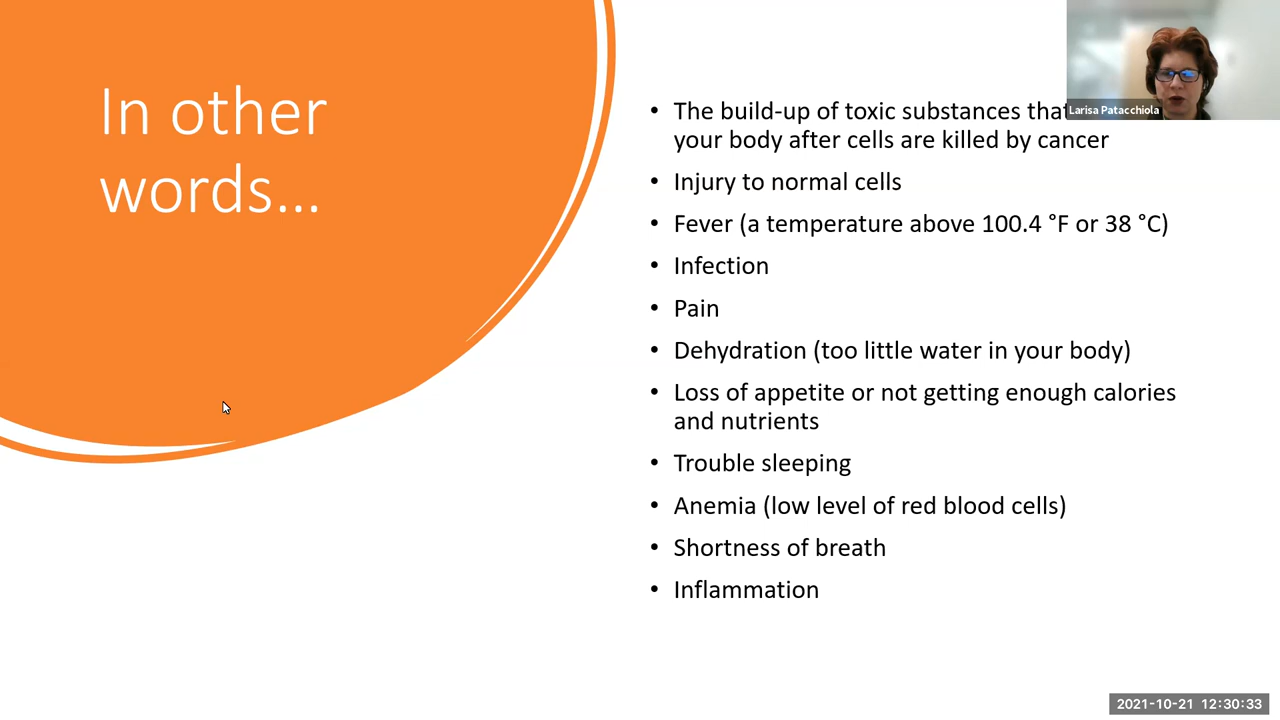 In other
words...
• The build-up of toxic substances that
your body after cells are killed by cancer
• Injury to normal cells
• Fever (a temperature above 100.4 °F or 38 °C)
• Infection
• Pain
• Dehydration (too little water in your body)
• Loss of appetite or not getting enough calories
and nutrients
• Trouble sleeping
• Anemia (low level of red blood cells)
• Shortness of breath
• Inflammation
Larisa Patacchiola
2021-10-21 12:30:33